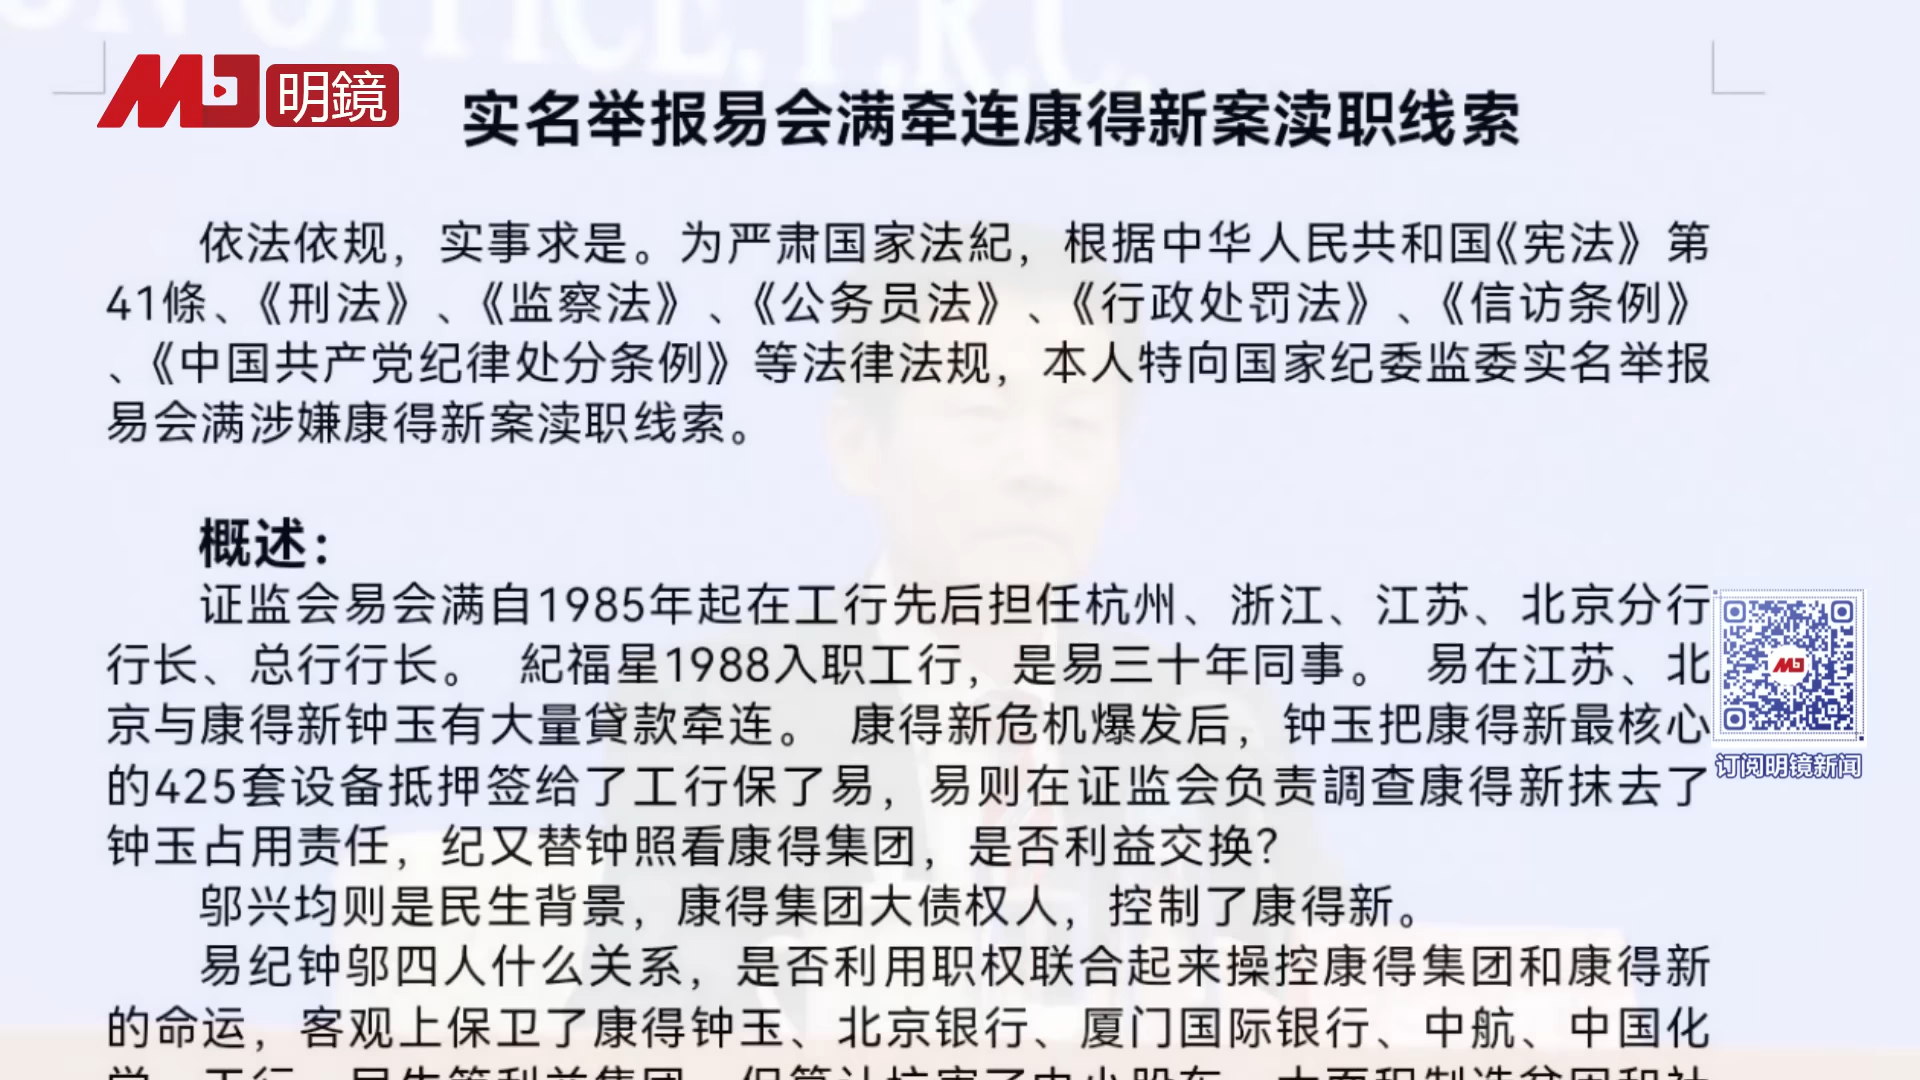 ON OFFICE, P.R.C.
明鏡
实名举报易会满牵连康得新案渎职线索
依法依规，实事求是。为严肃国家法紀，根据中华人民共和国《宪法》第
41條、《刑法》、《监察法》、《公务员法》、《行政处罚法》、《信访条例》
、《中国共产党纪律处分条例》等法律法规，本人特向国家纪委监委实名举报
易会满涉嫌康得新案渎职线索。
概述：
证监会易会满自1985年起在工行先后担任杭州、浙江、江苏、北京分行
行长、总行行长。 紀福星1988入职工行，是易三十年同事。 易在江苏、北
京与康得新钟玉有大量貸款牵连。 康得新危机爆发后，钟玉把康得新最核心
的425套设备抵押签给了工行保了易，易则在证监会负责調查康得新抹去了
钟玉占用责任，纪又替钟照看康得集团，是否利益交换？
邬兴均则是民生背景，康得集团大债权人，控制了康得新。
易纪钟邬四人什么关系，是否利用职权联合起来操控康得集团和康得新
的命运，客观上保卫了康得钟玉、北京银行、厦门国际银行、中航、中国化
订阅明镜新闻